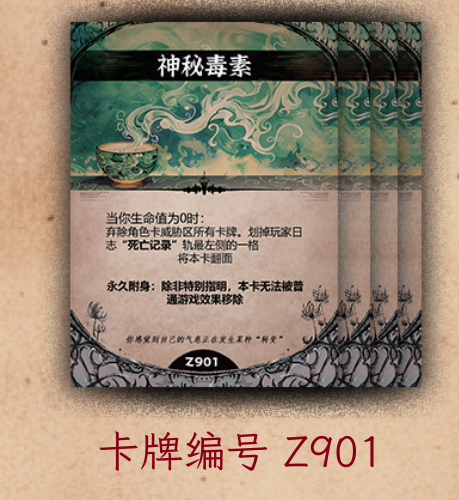 神秘毒素
当你生命值为0时:
弃除角色卡威胁区所有卡牌。划掉玩家日
志“死亡记录”轨最左侧的一格
将本卡翻面
永久附身：除非特别指明，本卡无法被普
通游戏效果移除
你感觉到自己的气息正在发生某种“转变”
Z901
卡牌编号 Z901